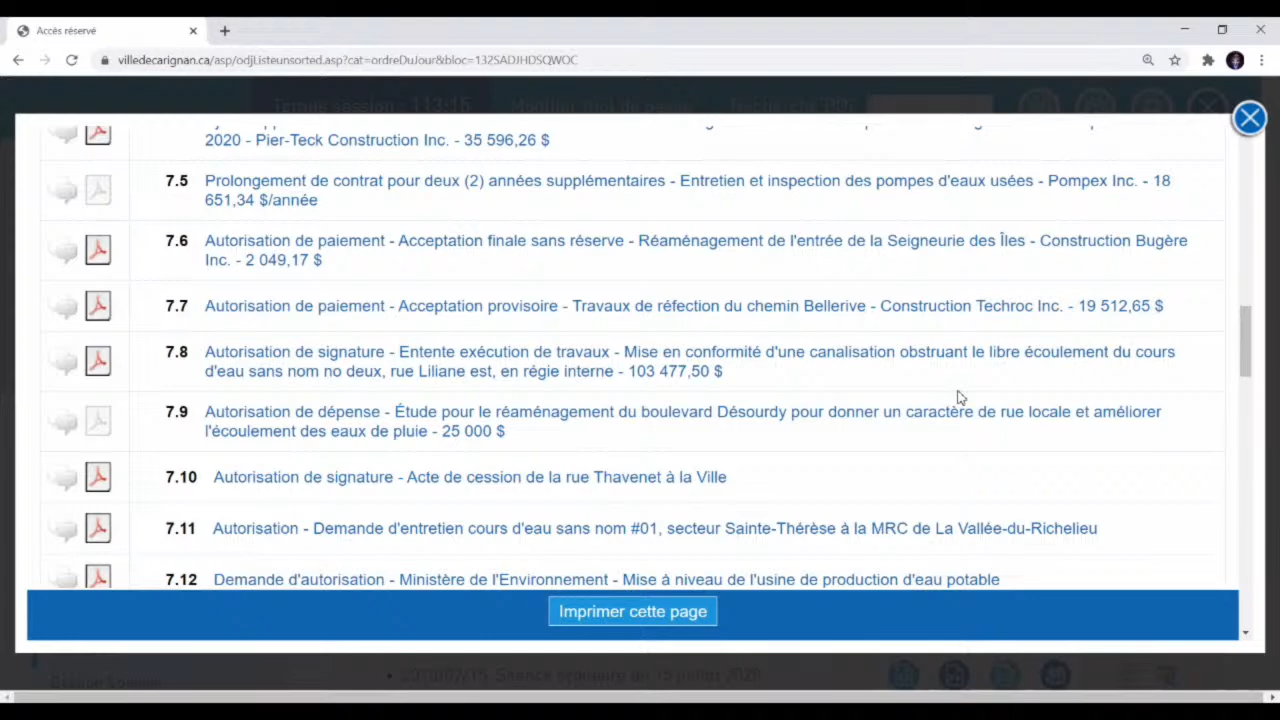 Accès réservé
villedecarignan.ca/asp/odjListeunsorted.asp?cat=ordreDuJour&bloc=132SADJHDSQWOC
2020 - Pier-Teck Construction Inc. - 35 596,26 $
7.5 Prolongement de contrat pour deux (2) années supplémentaires - Entretien et inspection des pompes d'eaux usées - Pompex Inc. - 18
651,34 $/année
7.6 Autorisation de paiement - Acceptation finale sans réserve - Réaménagement de l'entrée de la Seigneurie des Îles - Construction Bugère
Inc. - 2 049,17 $
7.7 Autorisation de paiement - Acceptation provisoire - Travaux de réfection du chemin Bellerive - Construction Techroc Inc. - 19 512,65 $
7.8 Autorisation de signature - Entente exécution de travaux - Mise en conformité d'une canalisation obstruant le libre écoulement du cours
d'eau sans nom no deux, rue Liliane est, en régie interne - 103 477,50 $
7.9 Autorisation de dépense - Étude pour le réaménagement du boulevard Désourdy pour donner un caractère de rue locale et améliorer
l'écoulement des eaux de pluie - 25 000 $
7.10 Autorisation de signature - Acte de cession de la rue Thavenet à la Ville
7.11 Autorisation - Demande d'entretien cours d'eau sans nom #01, secteur Sainte-Thérèse à la MRC de La Vallée-du-Richelieu
7.12 Demande d'autorisation - Ministère de l'Environnement - Mise à niveau de l'usine de production d'eau potable
Imprimer cette page